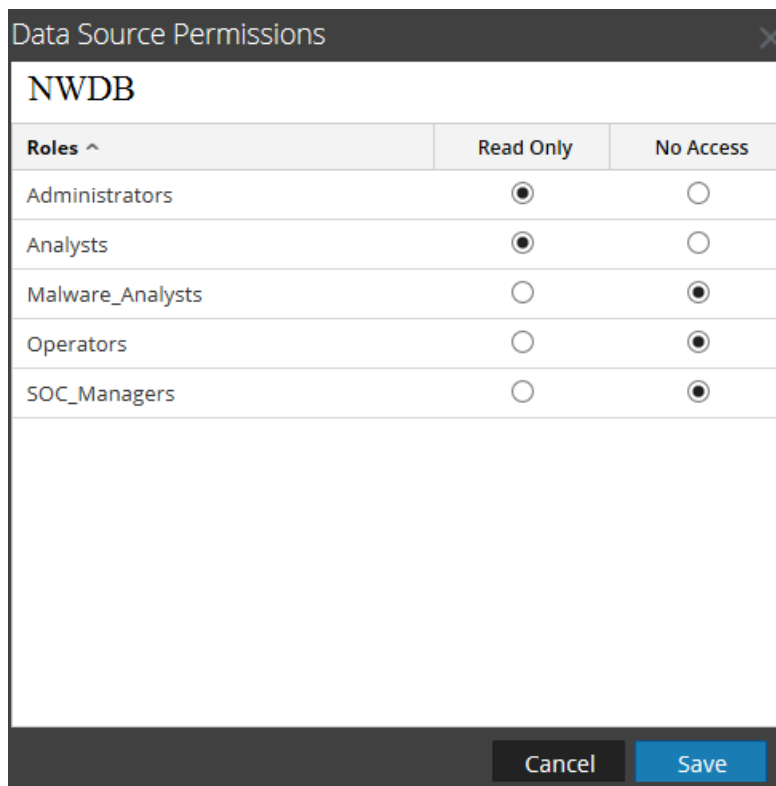 Data Source Permissions
NWDB
Roles Read Only No Access
Administrators
Analysts
Malware_Analysts
Operators
SOC_Managers
Cancel Save